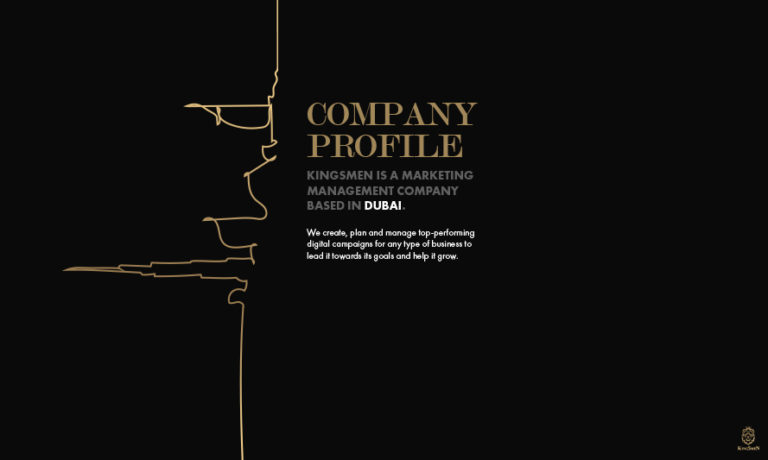 COMPANY
PROFILE
KINGSMEN IS A MARKETING
MANAGEMENT COMPANY
BASED IN DUBAI.
We create, plan and manage top-performing
digital campaigns for any type of business to
lead it towards its goals and help it grow.
KingSmeN